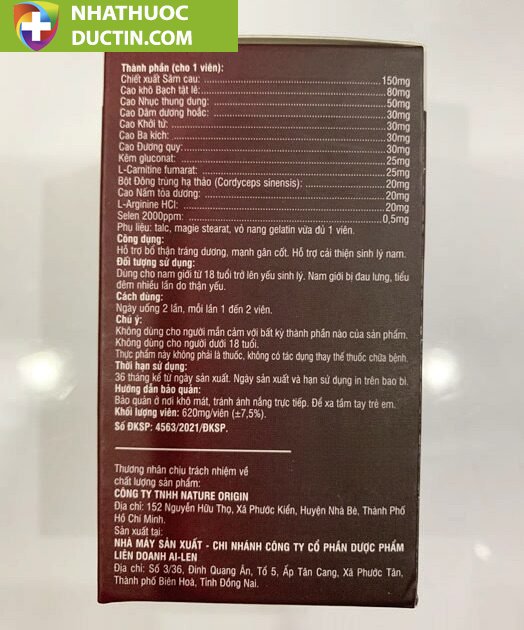 NHATHUOC
DUCTIN.COM
Thành phần (cho 1 viên):
Chiết xuất Sâm cau: 150mg
Cao khô Bạch tật lê: 80mg
Cao Nhục thung dung: 50mg
Cao Dâm dương hoắc: 30mg
Cao Khởi tử: 30mg
Cao Ba kích: 30mg
Cao Đương quy: 30mg
Kẽm gluconat: 25mg
L-Carnitine fumarat: 25mg
Bột Đông trùng hạ thảo (Cordyceps sinensis): 20mg
Cao Nấm tỏa dương: 20mg
L-Arginine HCl: 20mg
Selen 2000ppm: 0,5mg
Phụ liệu: talc, magie stearat, vỏ nang gelatin vừa đủ 1 viên.
Công dụng:
Hỗ trợ bổ thận tráng dương, mạnh gân cốt. Hỗ trợ cải thiện sinh lý nam.
Đối tượng sử dụng:
Dùng cho nam giới từ 18 tuổi trở lên yếu sinh lý. Nam giới bị đau lưng, tiểu
đêm nhiều lần do thận yếu.
Cách dùng:
Ngày uống 2 lần, mỗi lần 1 đến 2 viên.
Chú ý:
Không dùng cho người mẫn cảm với bất kỳ thành phần nào của sản phẩm.
Không dùng cho người dưới 18 tuổi.
Thực phẩm này không phải là thuốc, không có tác dụng thay thế thuốc chữa bệnh.
Thời hạn sử dụng:
36 tháng kể từ ngày sản xuất. Ngày sản xuất và hạn sử dụng in trên bao bì.
Hướng dẫn bảo quản:
Bảo quản ở nơi khô mát, tránh ánh nắng trực tiếp. Để xa tầm tay trẻ em.
Khối lượng viên: 620mg/viên (±7,5%).
Số ĐKSP: 4563/2021/ĐKSP.
Thương nhân chịu trách nhiệm về
chất lượng sản phẩm:
CÔNG TY TNHH NATURE ORIGIN
Địa chỉ: 152 Nguyễn Hữu Thọ, Xã Phước Kiển, Huyện Nhà Bè, Thành Phố
Hồ Chí Minh.
Sản xuất tại:
NHÀ MÁY SẢN XUẤT - CHI NHÁNH CÔNG TY CỔ PHẦN DƯỢC PHẨM
LIÊN DOANH AI-LEN
Địa chỉ: Số 3/36, Đinh Quang Ân, Tổ 5, Ấp Tân Cang, Xã Phước Tân,
Thành phố Biên Hoà, Tỉnh Đồng Nai.